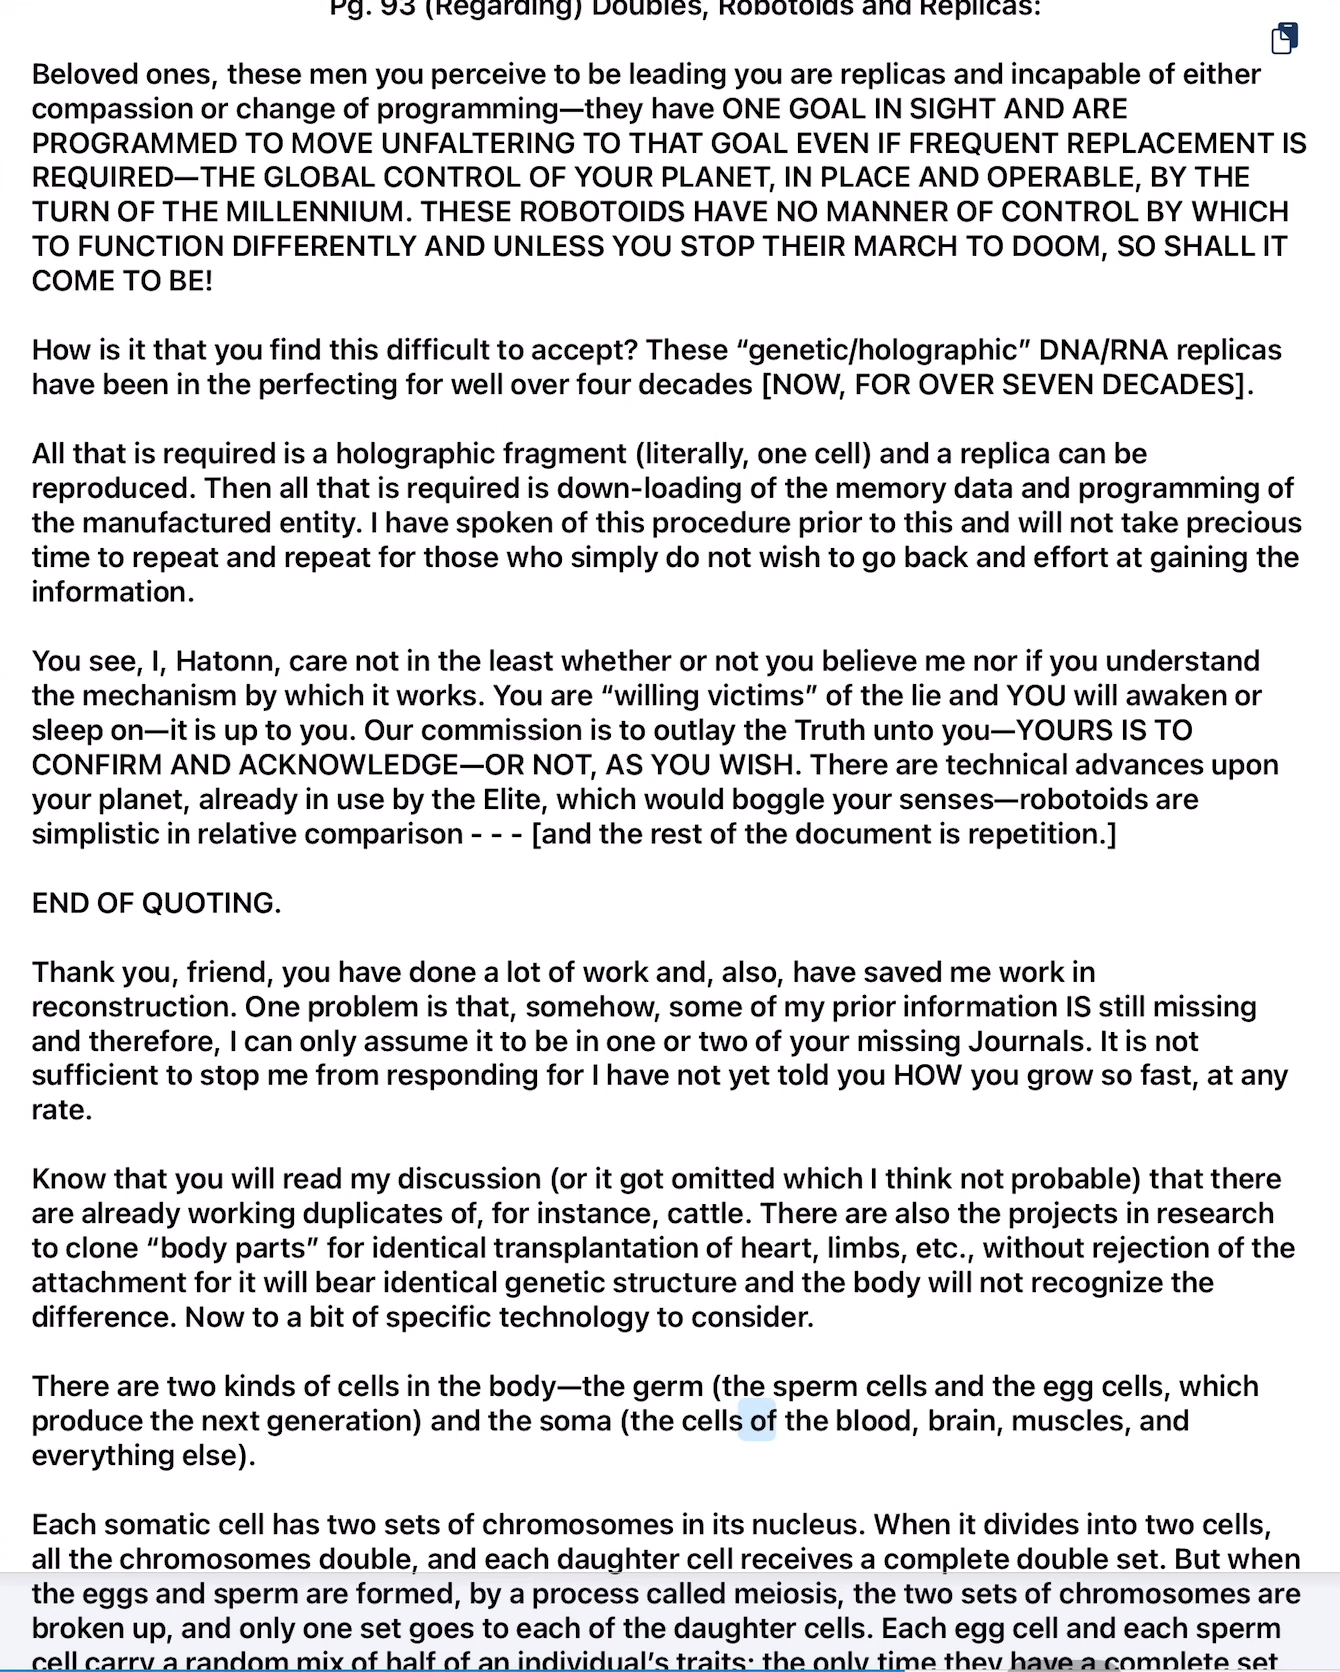 Pg. 93 (Regarding) Doubles, Robotoids and Replicas:
Beloved ones, these men you perceive to be leading you are replicas and incapable of either
compassion or change of programming—they have ONE GOAL IN SIGHT AND ARE
PROGRAMMED TO MOVE UNFALTERING TO THAT GOAL EVEN IF FREQUENT REPLACEMENT IS
REQUIRED—THE GLOBAL CONTROL OF YOUR PLANET, IN PLACE AND OPERABLE, BY THE
TURN OF THE MILLENNIUM. THESE ROBOTOIDS HAVE NO MANNER OF CONTROL BY WHICH
TO FUNCTION DIFFERENTLY AND UNLESS YOU STOP THEIR MARCH TO DOOM, SO SHALL IT
COME TO BE!
How is it that you find this difficult to accept? These “genetic/holographic” DNA/RNA replicas
have been in the perfecting for well over four decades [NOW, FOR OVER SEVEN DECADES].
All that is required is a holographic fragment (literally, one cell) and a replica can be
reproduced. Then all that is required is down-loading of the memory data and programming of
the manufactured entity. I have spoken of this procedure prior to this and will not take precious
time to repeat and repeat for those who simply do not wish to go back and effort at gaining the
information.
You see, I, Hatonn, care not in the least whether or not you believe me nor if you understand
the mechanism by which it works. You are “willing victims” of the lie and YOU will awaken or
sleep on—it is up to you. Our commission is to outlay the Truth unto you—YOURS IS TO
CONFIRM AND ACKNOWLEDGE—OR NOT, AS YOU WISH. There are technical advances upon
your planet, already in use by the Elite, which would boggle your senses—robotoids are
simplistic in relative comparison - - - [and the rest of the document is repetition.]
END OF QUOTING.
Thank you, friend, you have done a lot of work and, also, have saved me work in
reconstruction. One problem is that, somehow, some of my prior information IS still missing
and therefore, I can only assume it to be in one or two of your missing Journals. It is not
sufficient to stop me from responding for I have not yet told you HOW you grow so fast, at any
rate.
Know that you will read my discussion (or it got omitted which I think not probable) that there
are already working duplicates of, for instance, cattle. There are also the projects in research
to clone “body parts” for identical transplantation of heart, limbs, etc., without rejection of the
attachment for it will bear identical genetic structure and the body will not recognize the
difference. Now to a bit of specific technology to consider.
There are two kinds of cells in the body—the germ (the sperm cells and the egg cells, which
produce the next generation) and the soma (the cells of the blood, brain, muscles, and
everything else).
Each somatic cell has two sets of chromosomes in its nucleus. When it divides into two cells,
all the chromosomes double, and each daughter cell receives a complete double set. But when
the eggs and sperm are formed, by a process called meiosis, the two sets of chromosomes are
broken up, and only one set goes to each of the daughter cells. Each egg cell and each sperm
cell carry a random mix of half of an individual’s traits; the only time they have a complete set